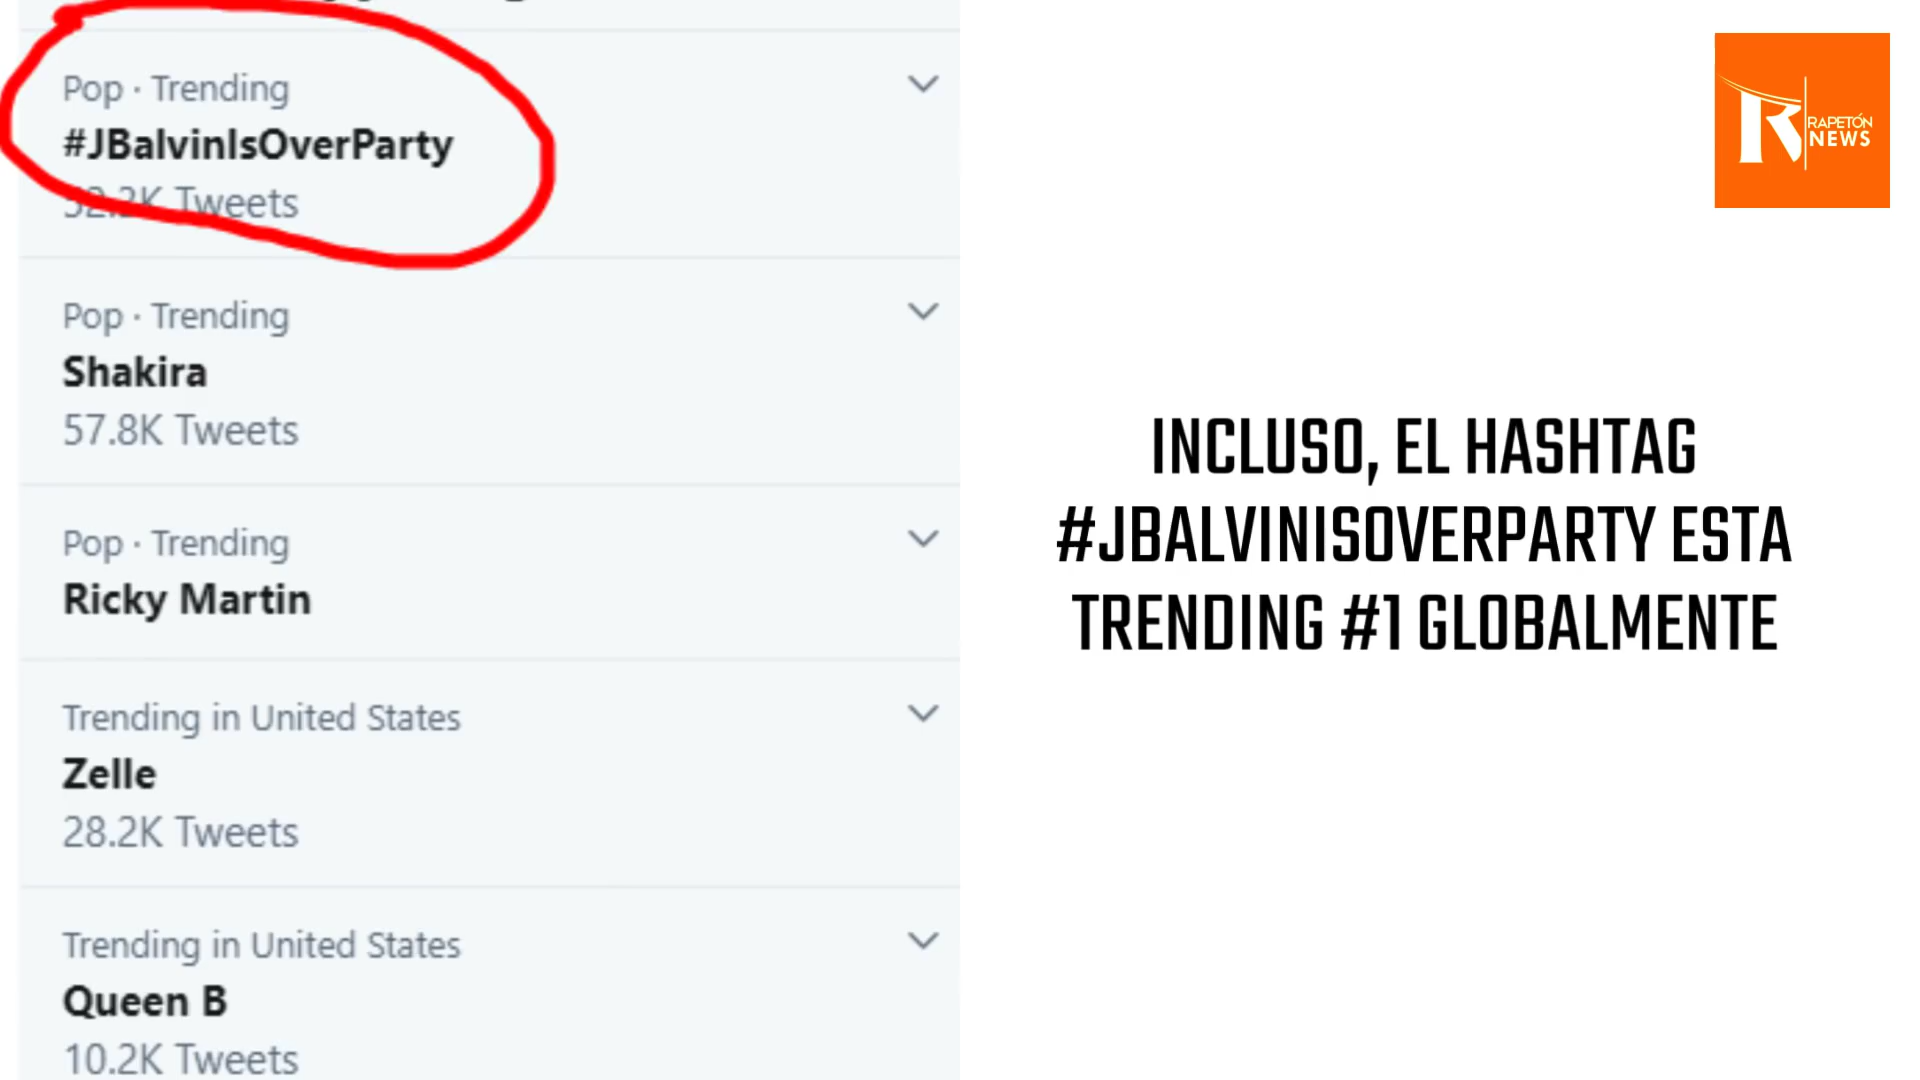 Pop · Trending
#JBalvinIsOverParty
Tweets
Pop · Trending
Shakira
57.8K Tweets
Pop · Trending
Ricky Martin
Trending in United States
Zelle
28.2K Tweets
Trending in United States
Queen B
10.2K Tweets
RAPETÓN
NEWS
INCLUSO, EL HASHTAG
#JBALVINISOVERPARTY ESTA
TRENDING #1 GLOBALMENTE